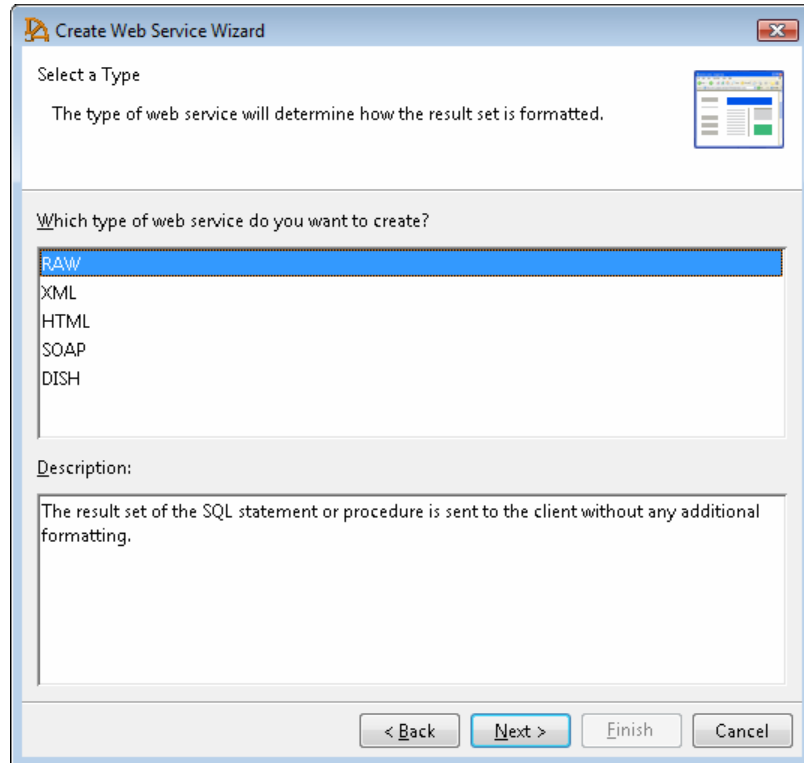 Create Web Service Wizard
Select a Type
The type of web service will determine how the result set is formatted.
Which type of web service do you want to create?
RAW
XML
HTML
SOAP
DISH
Description:
The result set of the SQL statement or procedure is sent to the client without any additional
formatting.
< Back Next > Finish Cancel